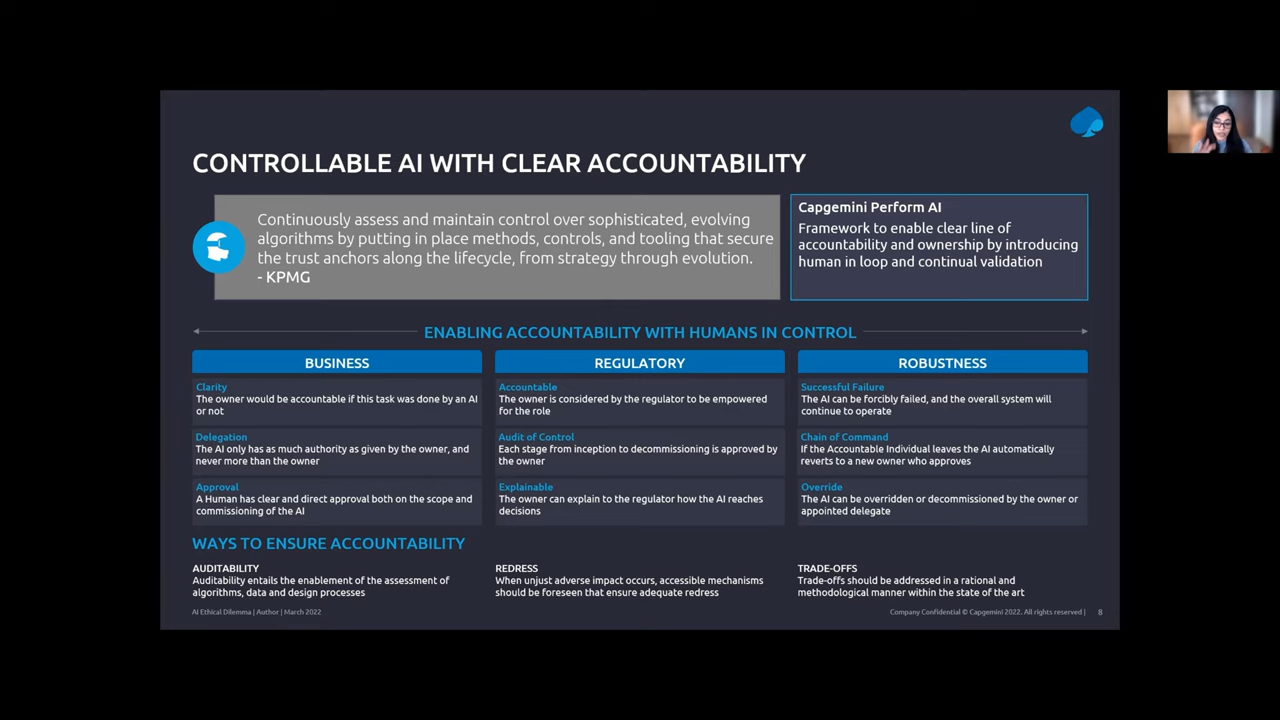 CONTROLLABLE AI WITH CLEAR ACCOUNTABILITY
Continuously assess and maintain control over sophisticated, evolving
algorithms by putting in place methods, controls, and tooling that secure
the trust anchors along the lifecycle, from strategy through evolution.
- KPMG
Capgemini Perform AI
Framework to enable clear line of
accountability and ownership by introducing
human in loop and continual validation
ENABLING ACCOUNTABILITY WITH HUMANS IN CONTROL
BUSINESS
Clarity
The owner would be accountable if this task was done by an AI
or not
Delegation
The AI only has as much authority as given by the owner, and
never more than the owner
Approval
A Human has clear and direct approval both on the scope and
commissioning of the AI
REGULATORY
Accountable
The owner is considered by the regulator to be empowered
for the role
Audit of Control
Each stage from inception to decommissioning is approved by
the owner
Explainable
The owner can explain to the regulator how the AI reaches
decisions
ROBUSTNESS
Successful Failure
The AI can be forcibly failed, and the overall system will
continue to operate
Chain of Command
If the Accountable Individual leaves the AI automatically
reverts to a new owner who approves
Override
The AI can be overridden or decommissioned by the owner or
appointed delegate
WAYS TO ENSURE ACCOUNTABILITY
AUDITABILITY
Auditability entails the enablement of the assessment of
algorithms, data and design processes
REDRESS
When unjust adverse impact occurs, accessible mechanisms
should be foreseen that ensure adequate redress
TRADE-OFFS
Trade-offs should be addressed in a rational and
methodological manner within the state of the art
AI Ethical Dilemma | Author | March 2022
Company Confidential © Capgemini 2022. All rights reserved |
8